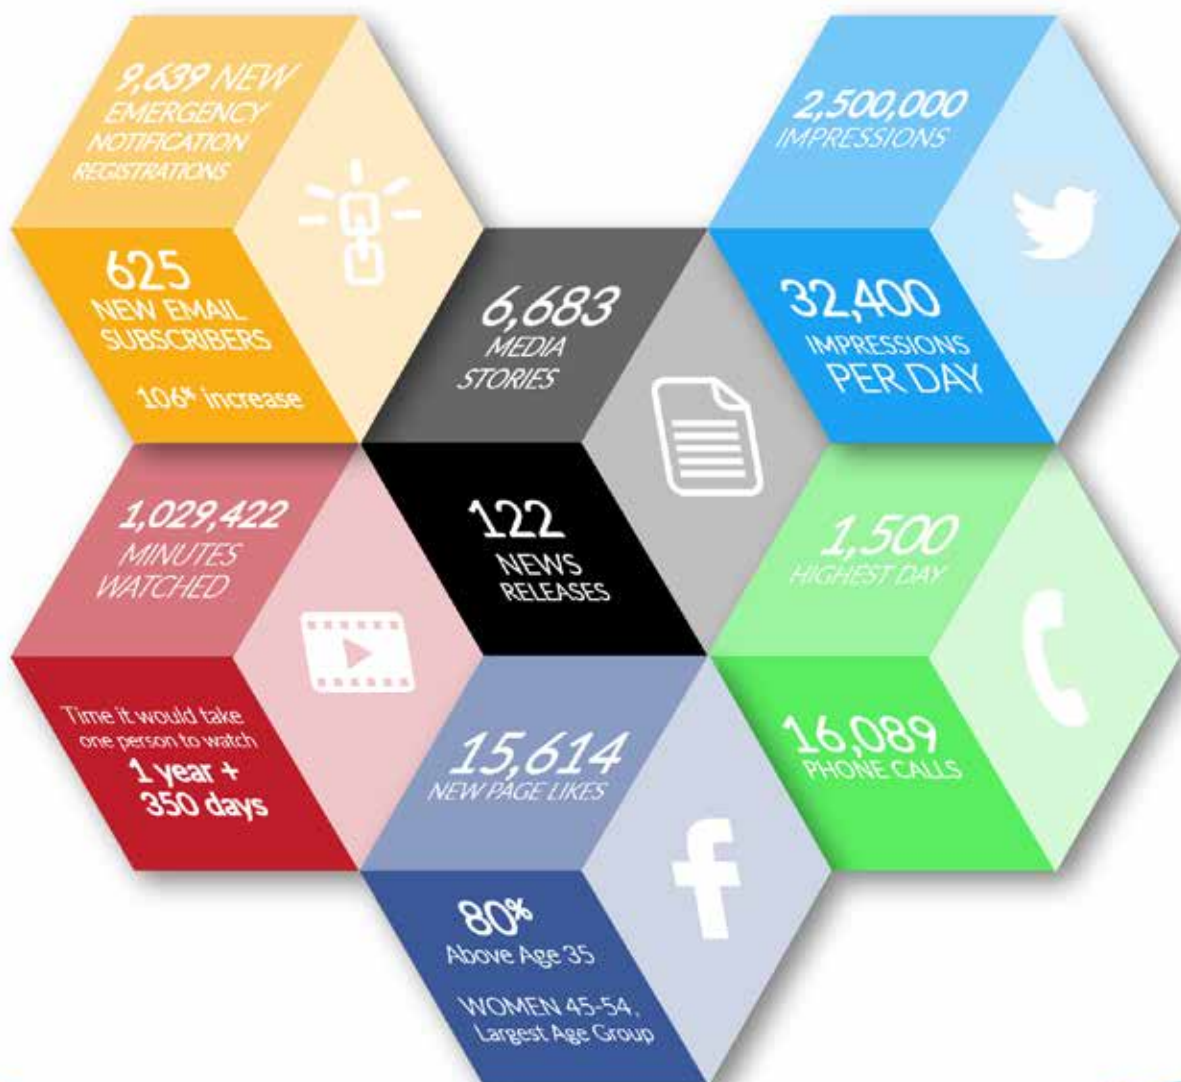 9,639 NEW
EMERGENCY
NOTIFICATION
REGISTRATIONS
625
NEW EMAIL
SUBSCRIBERS
106% increase
2,500,000
IMPRESSIONS
32,400
IMPRESSIONS
PER DAY
6,683
MEDIA
STORIES
122
NEWS
RELEASES
1,029,422
MINUTES
WATCHED
Time it would take
one person to watch
1 year +
350 days
1,500
HIGHEST DAY
16,089
PHONE CALLS
15,614
NEW PAGE LIKES
80%
Above Age 35
WOMEN 45-54,
Largest Age Group